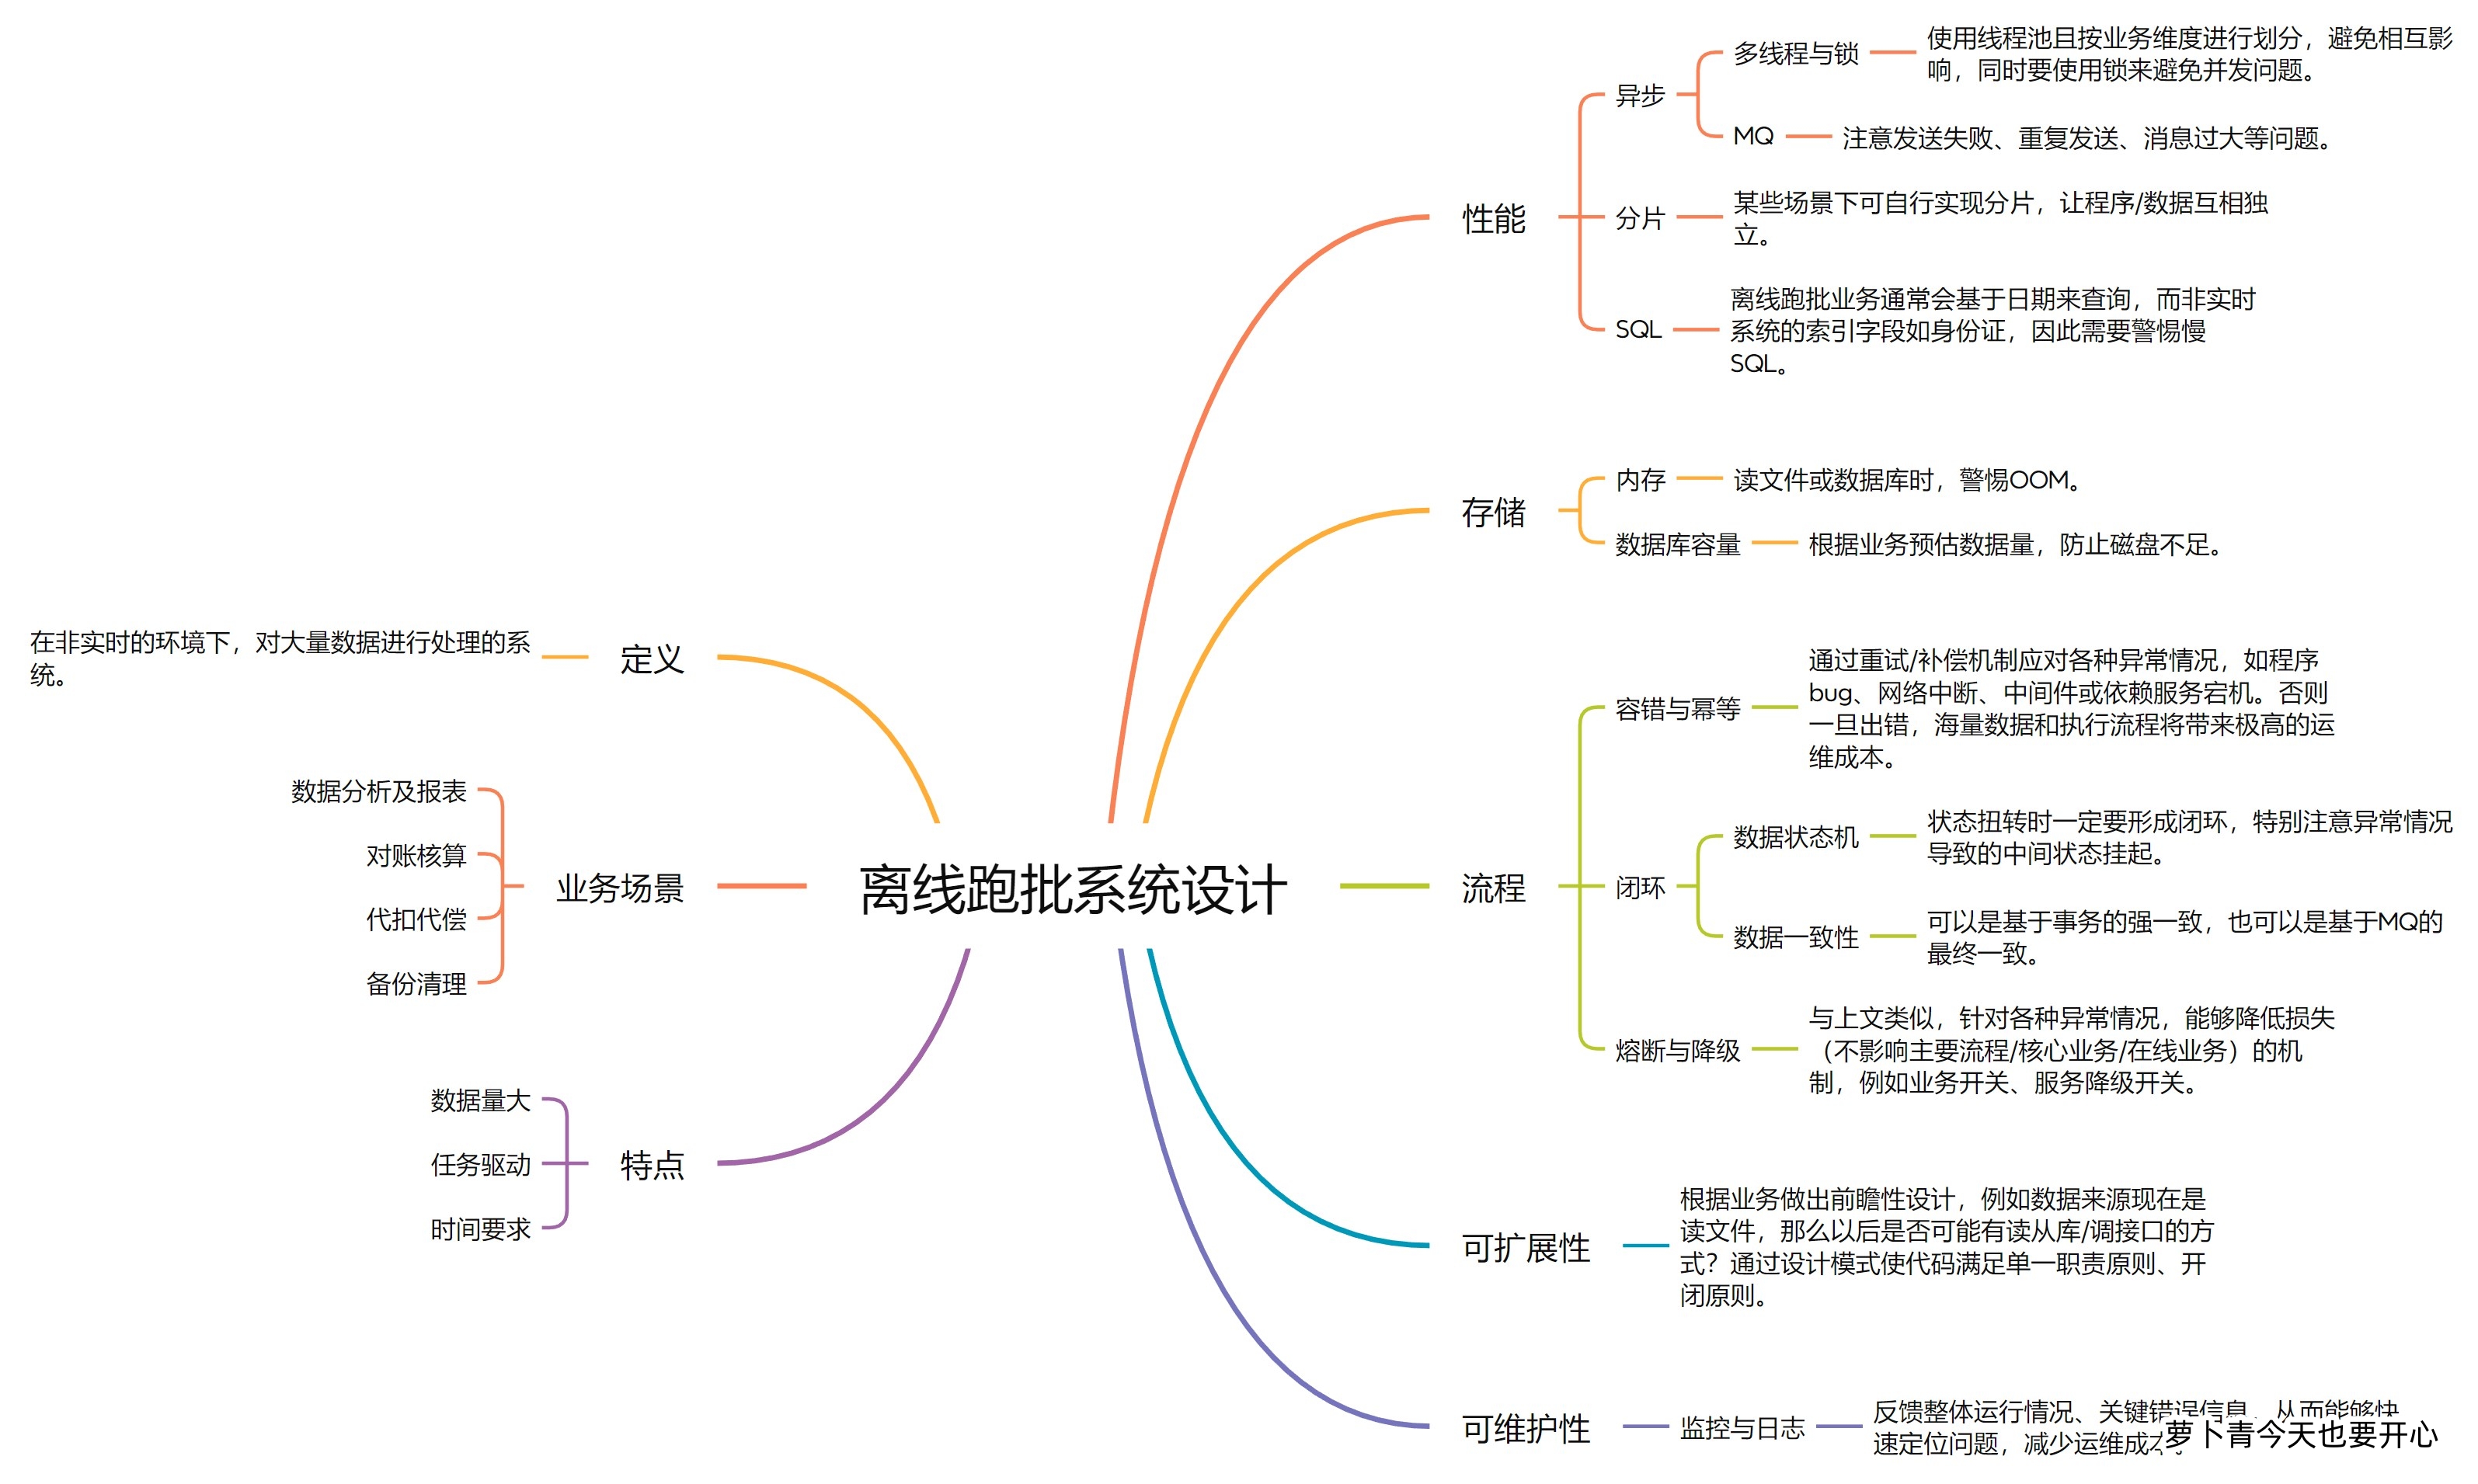 离线跑批系统设计
定义
在非实时的环境下，对大量数据进行处理的系
统。
业务场景
数据分析及报表
对账核算
代扣代偿
备份清理
特点
数据量大
任务驱动
时间要求
性能
异步
多线程与锁
使用线程池且按业务维度进行划分，避免相互影
响，同时要使用锁来避免并发问题。
MQ
注意发送失败、重复发送、消息过大等问题。
分片
某些场景下可自行实现分片，让程序/数据互相独
立。
SQL
离线跑批业务通常会基于日期来查询，而非实时
系统的索引字段如身份证，因此需要警惕慢
SQL。
存储
内存
读文件或数据库时，警惕OOM。
数据库容量
根据业务预估数据量，防止磁盘不足。
流程
容错与幂等
通过重试/补偿机制应对各种异常情况，如程序
bug、网络中断、中间件或依赖服务宕机。否则
一旦出错，海量数据和执行流程将带来极高的运
维成本。
闭环
数据状态机
状态扭转时一定要形成闭环，特别注意异常情况
导致的中间状态挂起。
数据一致性
可以是基于事务的强一致，也可以是基于MQ的
最终一致。
熔断与降级
与上文类似，针对各种异常情况，能够降低损失
（不影响主要流程/核心业务/在线业务）的机
制，例如业务开关、服务降级开关。
可扩展性
根据业务做出前瞻性设计，例如数据来源现在是
读文件，那么以后是否可能有读从库/调接口的方
式？通过设计模式使代码满足单一职责原则、开
闭原则。
可维护性
监控与日志
反馈整体运行情况、关键错误信息，从而能够快
速定位问题，减少运维成本。
萝卜青今天也要开心